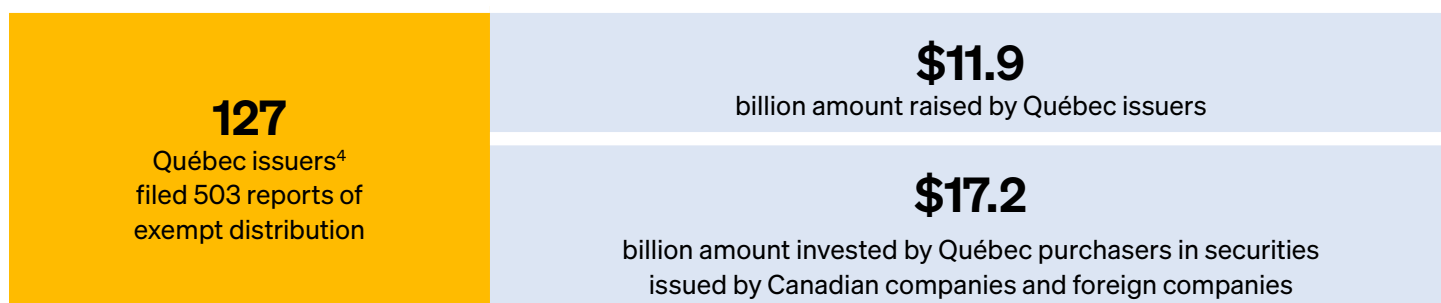 127
Québec issuers⁴
filed 503 reports of
exempt distribution
$11.9
billion amount raised by Québec issuers
$17.2
billion amount invested by Québec purchasers in securities
issued by Canadian companies and foreign companies